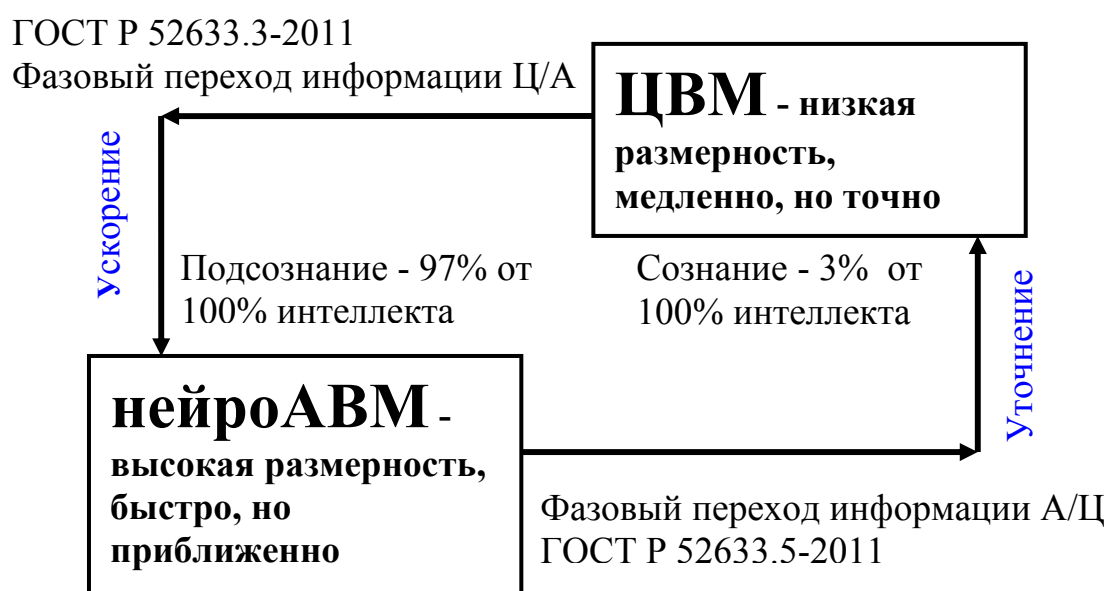 ГОСТ Р 52633.3-2011
Фазовый переход информации Ц/А
ЦВМ - низкая
размерность,
медленно, но точно
Ускорение
Подсознание - 97% от
100% интеллекта
Сознание - 3% от
100% интеллекта
Уточнение
нейроАВМ -
высокая размерность,
быстро, но
приближенно
Фазовый переход информации А/Ц
ГОСТ Р 52633.5-2011